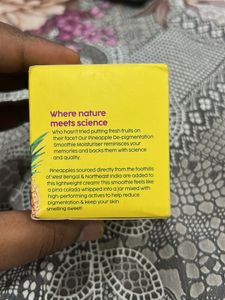 Where nature
meets science
Who hasn't tried putting fresh fruits on
their face? Our Pineapple De-pigmentation
Smoothie Moisturiser reminisces your
memories and backs them with science
and quality.
Pineapples sourced directly from the foothills
of West Bengal & Northeast India are added to
this lightweight cream! This smoothie feels like
a pina colada whipped into a jar mixed with
high-performing actives to help reduce
pigmentation & keep your skin
smelling sweet!